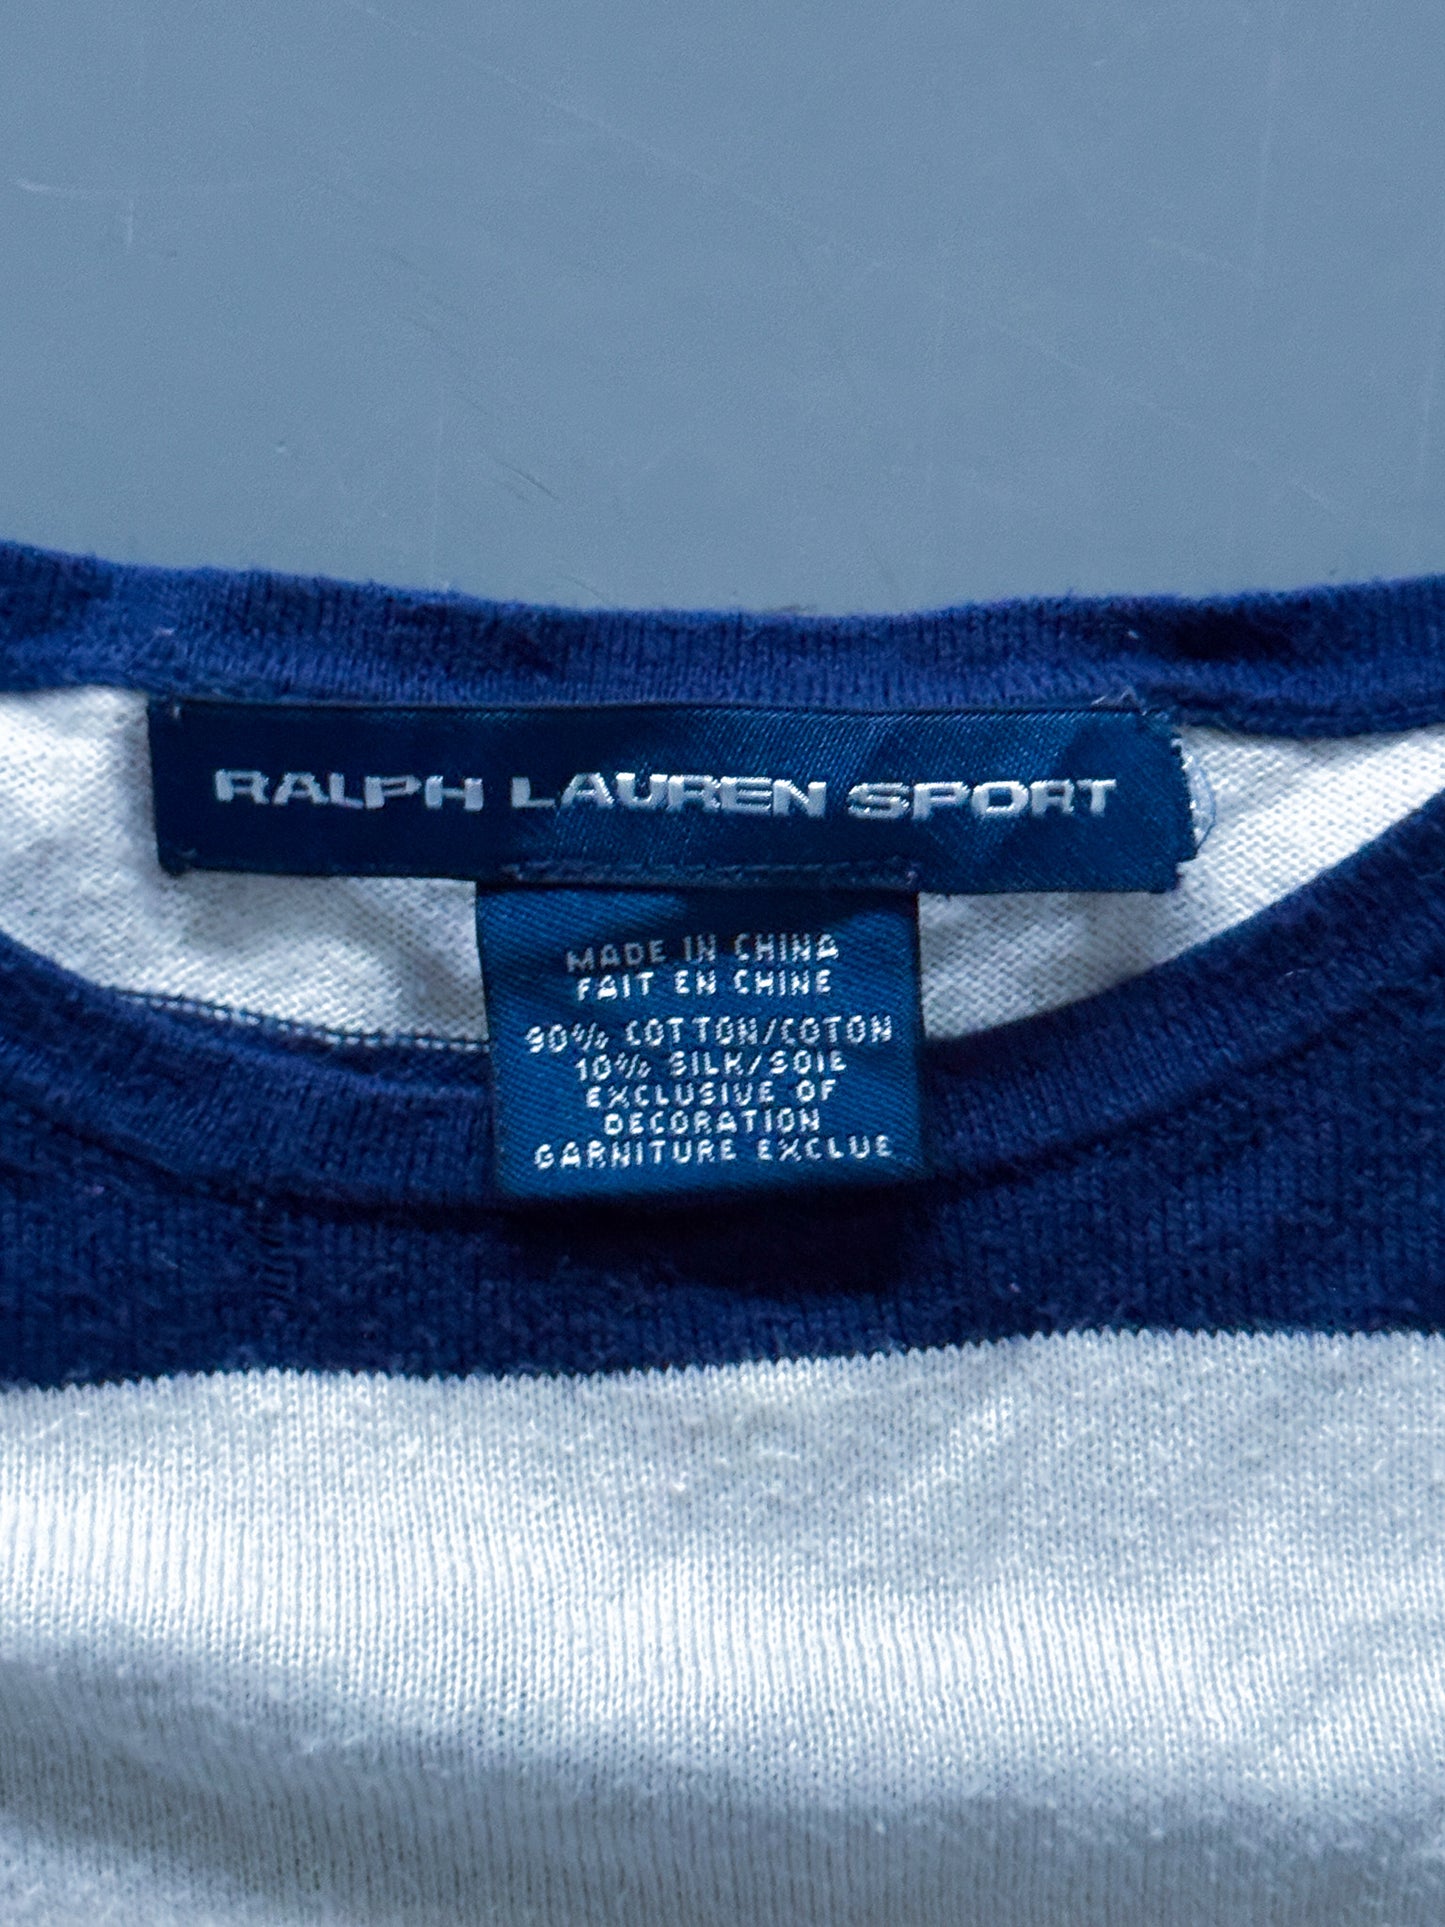 RALPH LAUREN SPORT
MADE IN CHINA
FAIT EN CHINE
90% COTTON/COTON
10% SILK/SOIE
EXCLUSIVE OF
DECORATION
GARNITURE EXCLUE